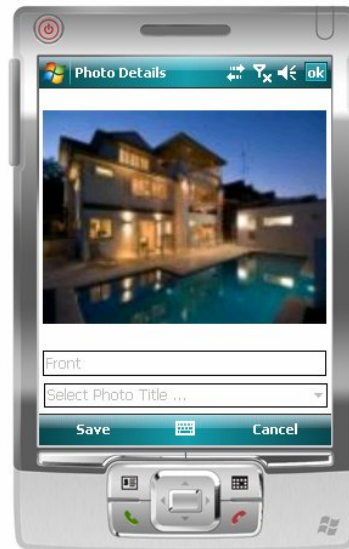 Photo Details
ok
Front
Select Photo Title ...
Save
Cancel